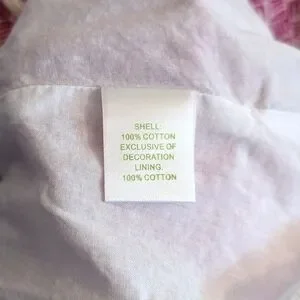 SHELL:
100% COTTON
EXCLUSIVE OF
DECORATION
LINING:
100% COTTON